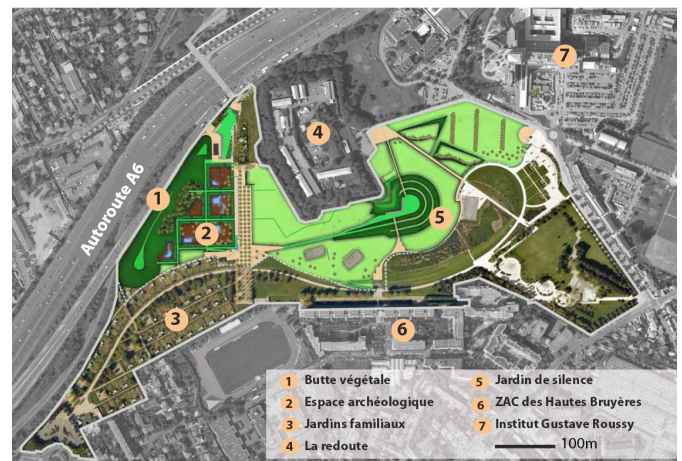 7
4
Autoroute A6
1
5
2
3
6
1 Butte végétale
2 Espace archéologique
3 Jardins familiaux
4 La redoute
5 Jardin de silence
6 ZAC des Hautes Bruyères
7 Institut Gustave Roussy
100m